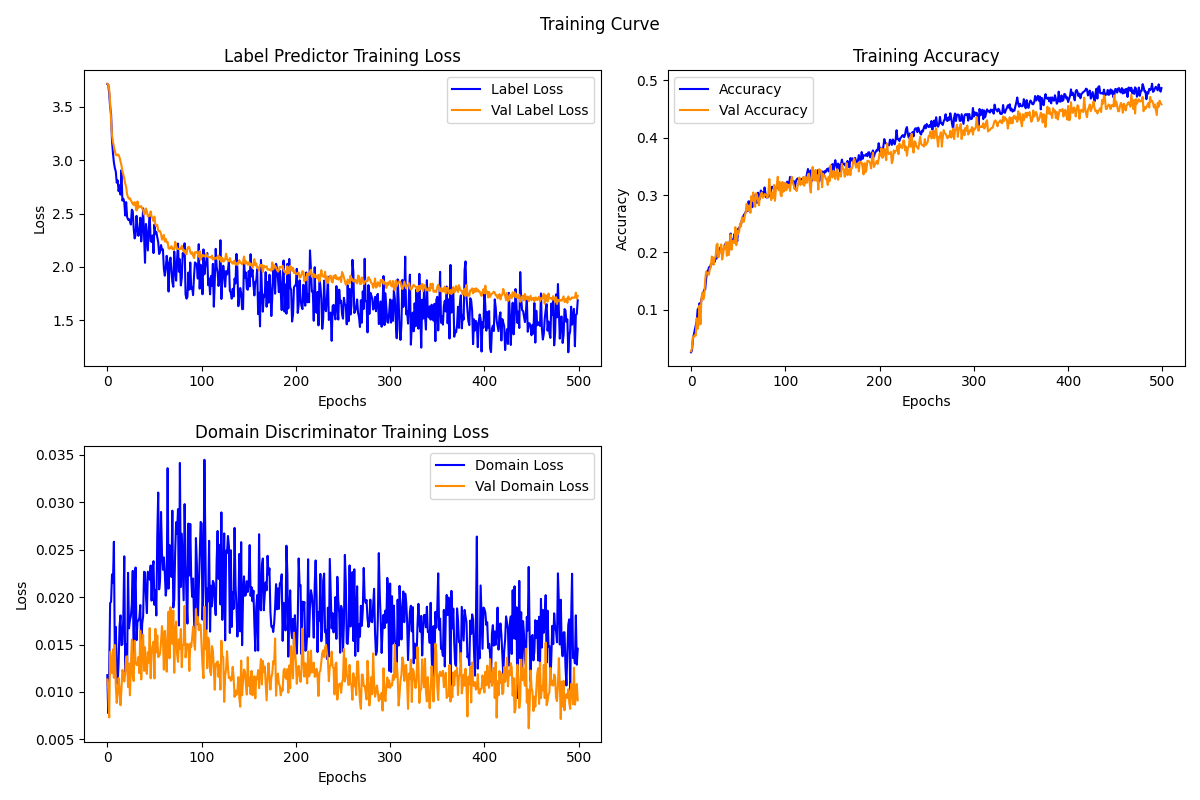 Training Curve
Label Predictor Training Loss
Training Accuracy
Label Loss
Val Label Loss
3.5
3.0
2.5
2.0
1.5
Loss
0
100
200
300
400
500
Epochs
Accuracy
Val Accuracy
0.5
0.4
0.3
0.2
0.1
Accuracy
0
100
200
300
400
500
Epochs
Domain Discriminator Training Loss
Domain Loss
Val Domain Loss
0.035
0.030
0.025
0.020
0.015
0.010
0.005
Loss
0
100
200
300
400
500
Epochs